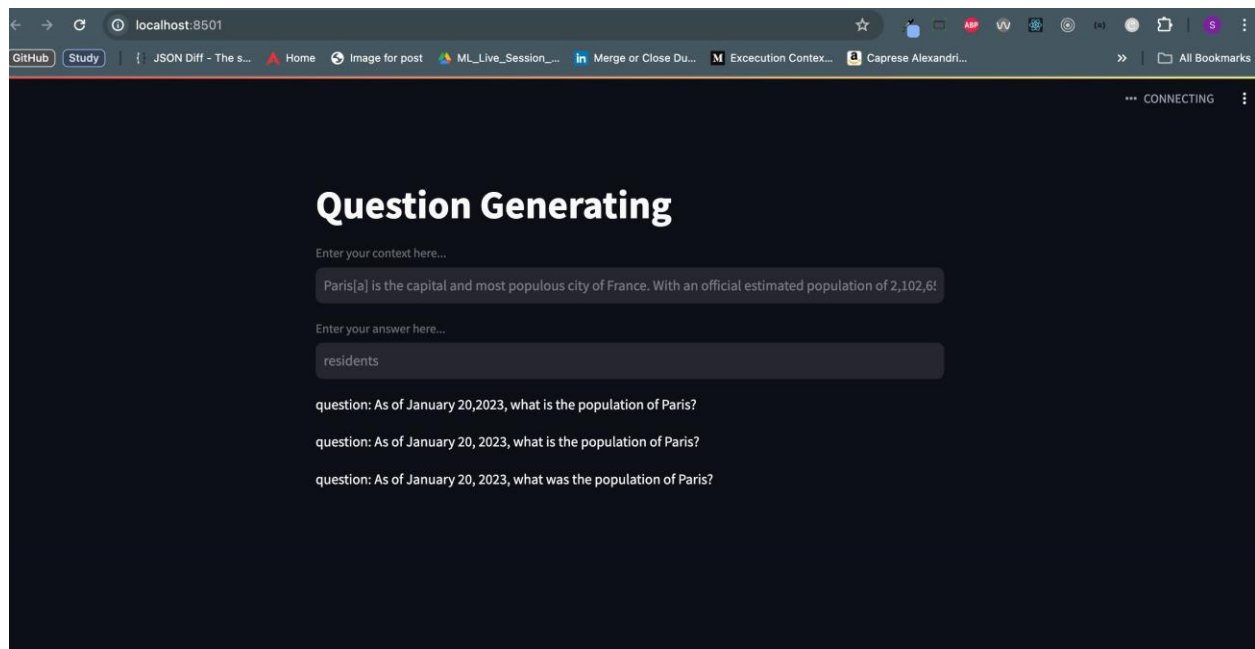 localhost:8501
ABP
S
GitHub Study JSON Diff - The s... Home Image for post ML_Live_Session_... in Merge or Close Du... M Excecution Contex... a Caprese Alexandri... » All Bookmarks
CONNECTING
Question Generating
Enter your context here...
Paris[a] is the capital and most populous city of France. With an official estimated population of 2,102,6
Enter your answer here...
residents
question: As of January 20,2023, what is the population of Paris?
question: As of January 20, 2023, what is the population of Paris?
question: As of January 20, 2023, what was the population of Paris?